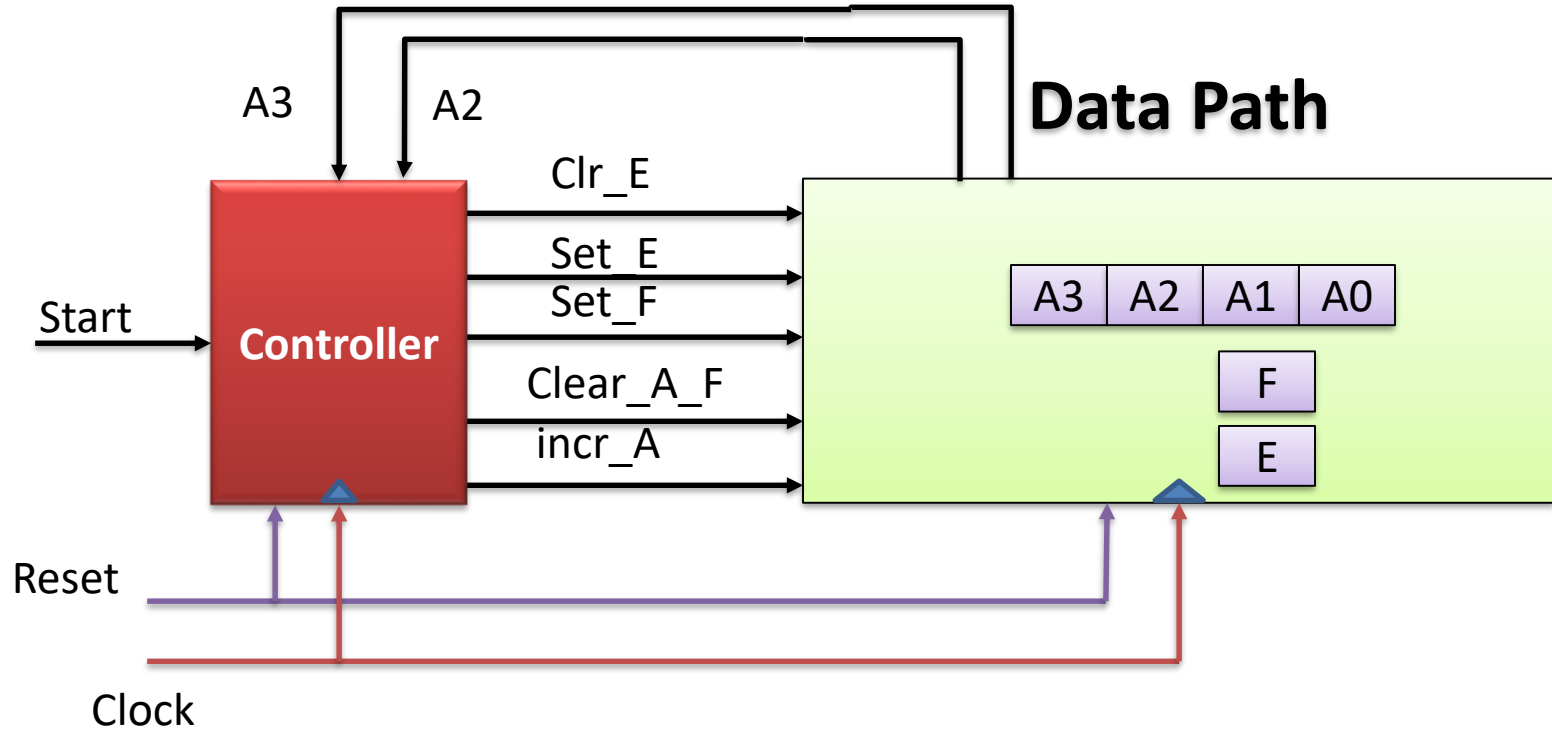 Data Path
A3
A2
Clr_E
Set_E
Set_F
Clear_A_F
incr_A
Start
Controller
A3 A2 A1 A0
F
E
Reset
Clock